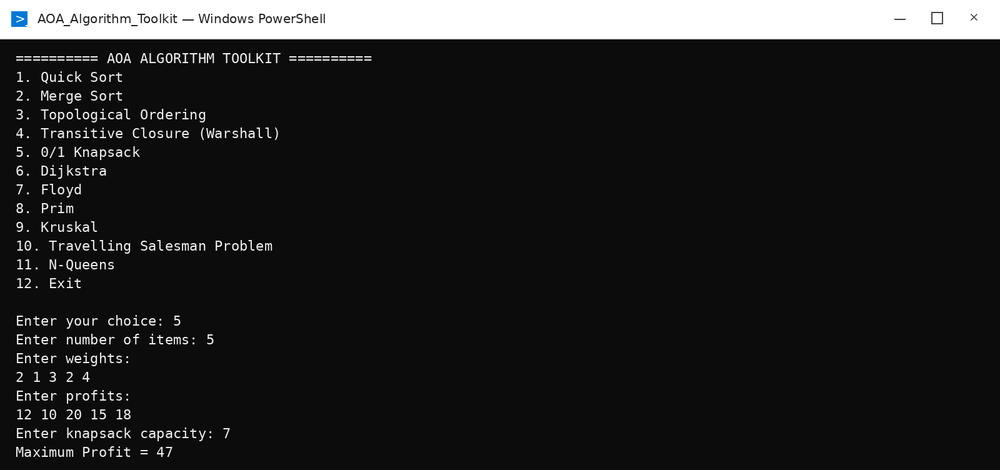 AOA_Algorithm_Toolkit — Windows PowerShell
========== AOA ALGORITHM TOOLKIT ==========
1. Quick Sort
2. Merge Sort
3. Topological Ordering
4. Transitive Closure (Warshall)
5. 0/1 Knapsack
6. Dijkstra
7. Floyd
8. Prim
9. Kruskal
10. Travelling Salesman Problem
11. N-Queens
12. Exit

Enter your choice: 5
Enter number of items: 5
Enter weights:
2 1 3 2 4
Enter profits:
12 10 20 15 18
Enter knapsack capacity: 7
Maximum Profit = 47